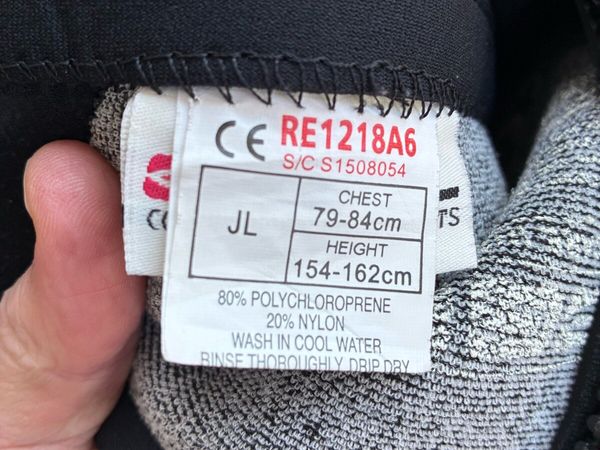 CE RE1218A6
S/C S1508054
JL
CHEST
79-84cm
HEIGHT
154-162cm
80% POLYCHLOROPRENE
20% NYLON
WASH IN COOL WATER
RINSE THOROUGHLY DRIP DRY